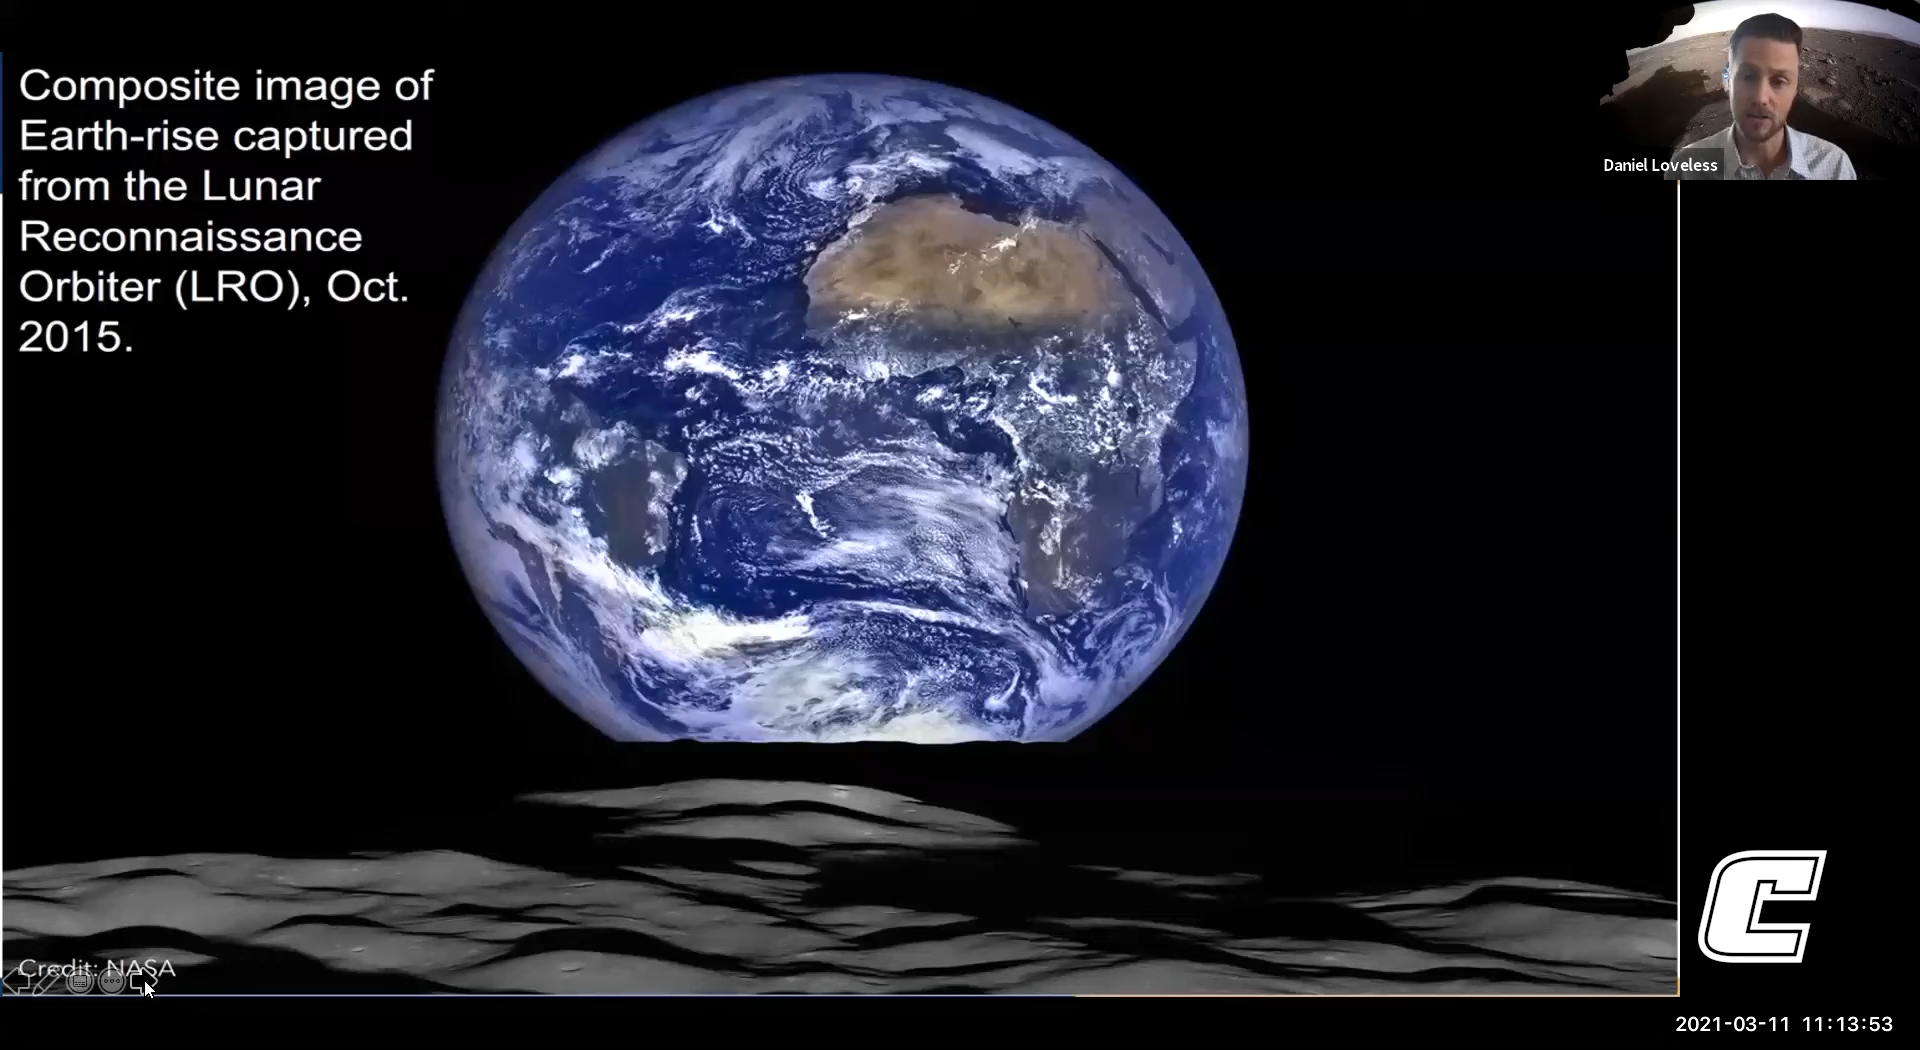 Composite image of
Earth-rise captured
from the Lunar
Reconnaissance
Orbiter (LRO), Oct.
2015.
Daniel Loveless
C
Credit: NASA
2021-03-11 11:13:53